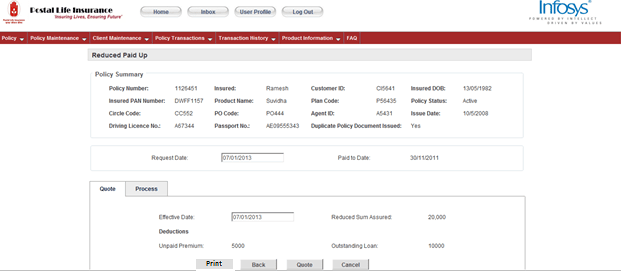 Postal Life Insurance
'Insuring Lives, Ensuring Future'
Home Inbox User Profile Log Out
Infosys
POWERED BY INTELLECT
DRIVEN BY VALUES
Policy Policy Maintenance Client Maintenance Policy Transactions Transaction History Product Information FAQ
Reduced Paid Up
Policy Summary
Policy Number: 1126451 Insured: Ramesh Customer ID: CI5641 Insured DOB: 13/05/1982
Insured PAN Number: DWFF1157 Product Name: Suvidha Plan Code: P56435 Policy Status: Active
Circle Code: CC552 PO Code: PO444 Agent ID: A5431 Issue Date: 10/5/2008
Driving Licence No.: A67344 Passport No.: AE09555343 Duplicate Policy Document Issued: Yes
Request Date: 07/01/2013 Paid to Date: 30/11/2011
Quote Process
Effective Date: 07/01/2013 Reduced Sum Assured: 20,000
Deductions
Unpaid Premium: 5000 Outstanding Loan: 10000
Print Back Quote Cancel